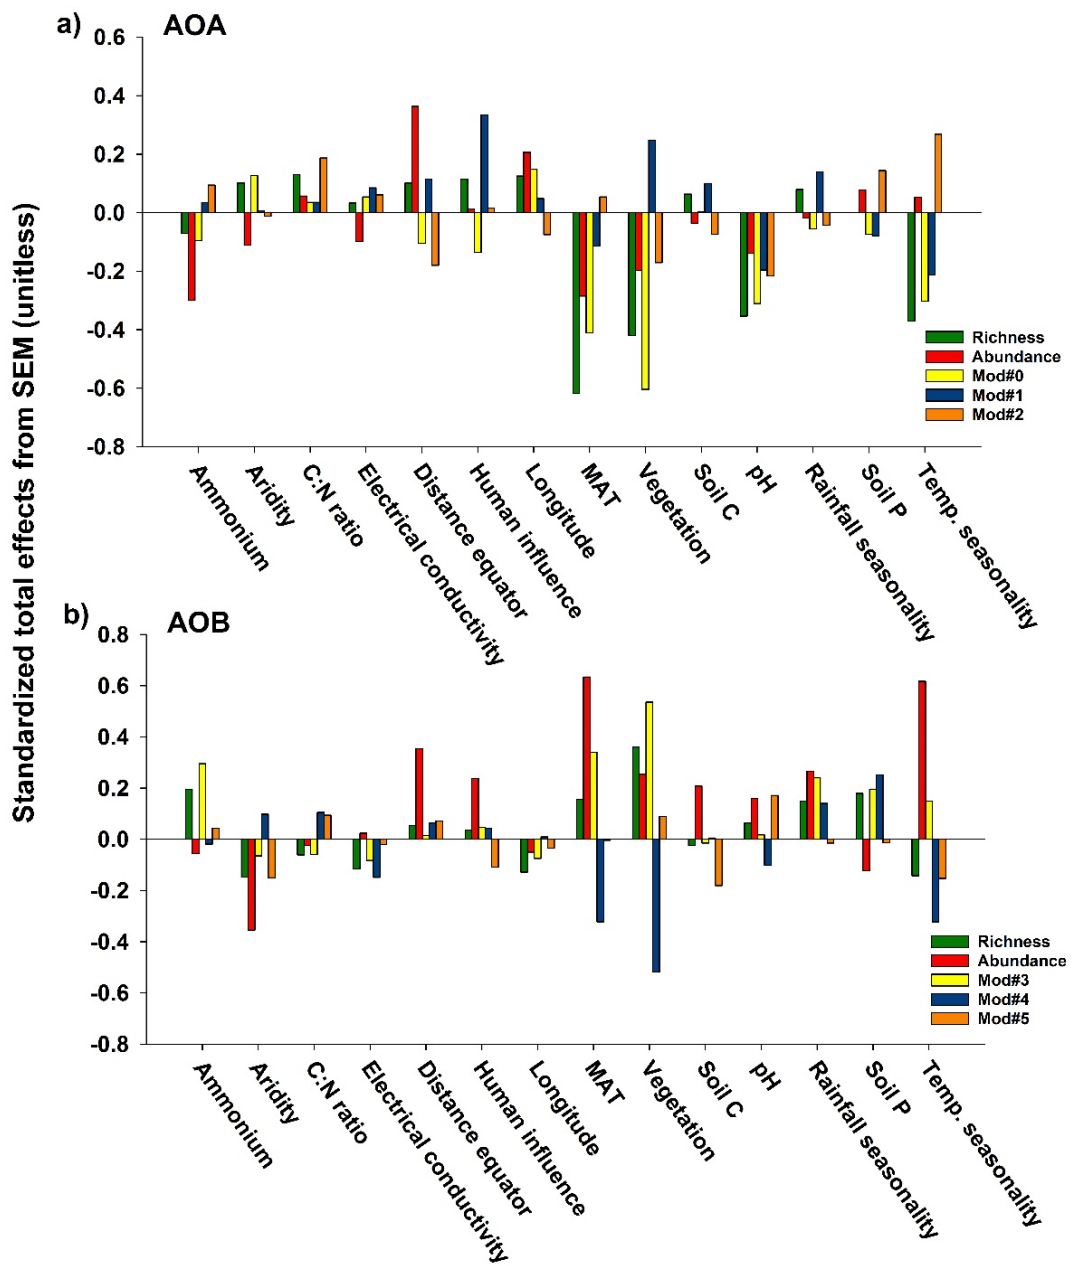 a)
AOA
Standardized total effects from SEM (unitless)
0.6
0.4
0.2
0.0
-0.2
-0.4
-0.6
-0.8
Richness
Abundance
Mod#0
Mod#1
Mod#2
Ammonium
Aridity
C:N ratio
Electrical conductivity
Distance equator
Human influence
Longitude
MAT
Vegetation
Soil C
pH
Rainfall seasonality
Soil P
Temp. seasonality
b)
AOB
0.8
0.6
0.4
0.2
0.0
-0.2
-0.4
-0.6
-0.8
Richness
Abundance
Mod#3
Mod#4
Mod#5
Ammonium
Aridity
C:N ratio
Electrical conductivity
Distance equator
Human influence
Longitude
MAT
Vegetation
Soil C
pH
Rainfall seasonality
Soil P
Temp. seasonality